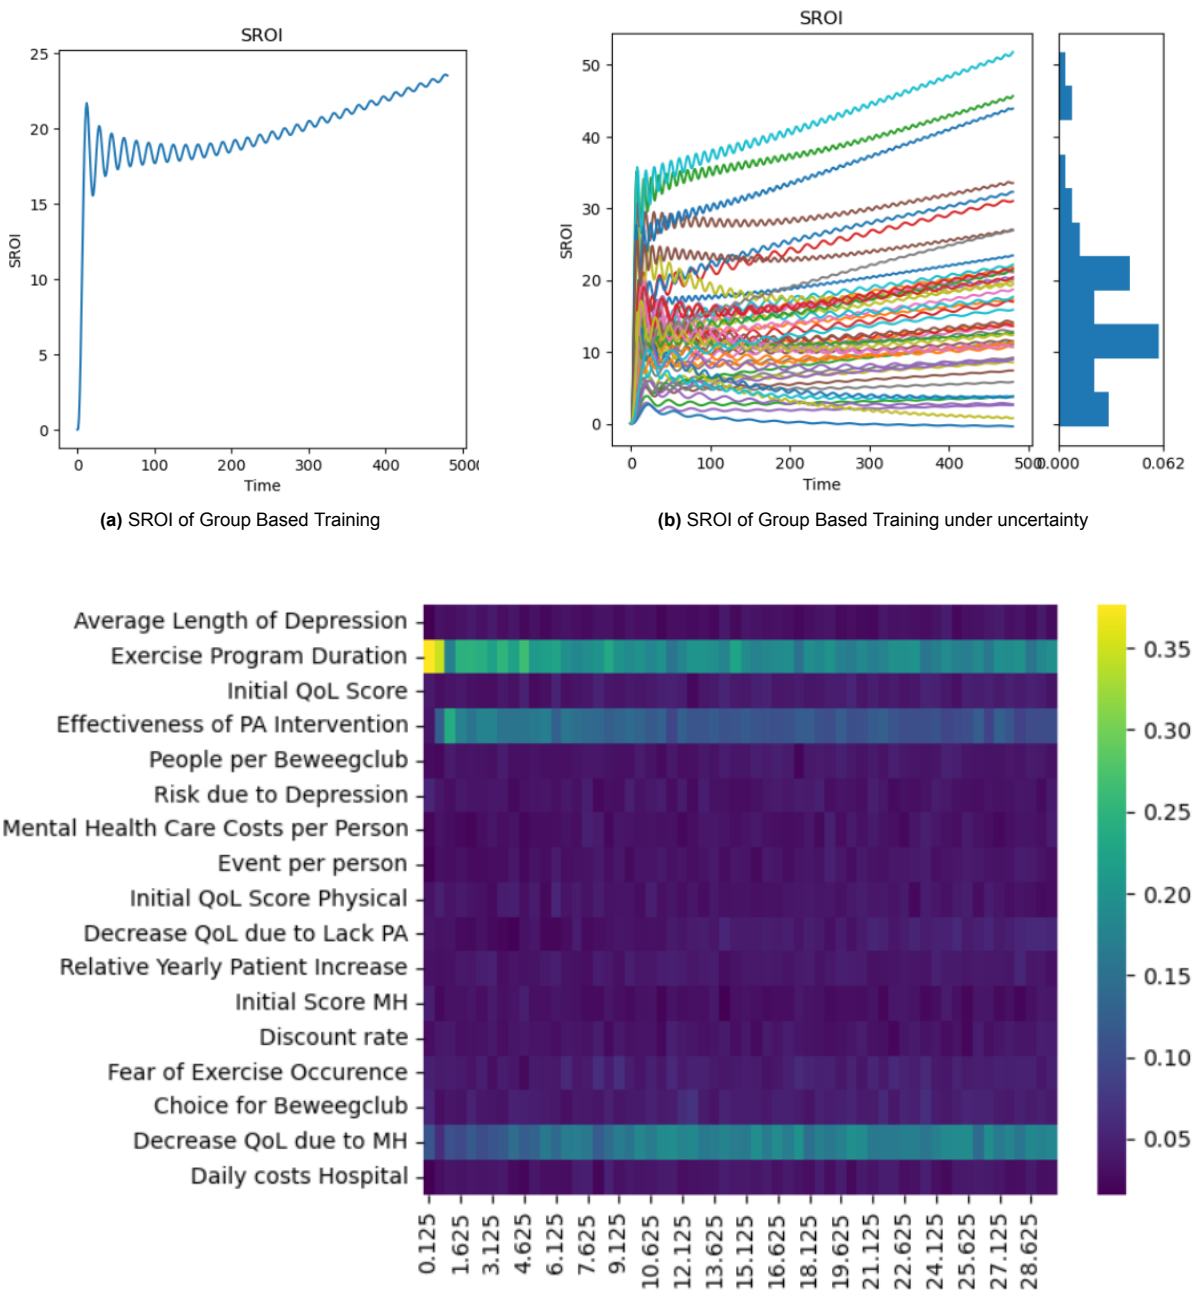 SROI
25
20
15
10
5
0
SROI
0 100 200 300 400 500
Time
(a) SROI of Group Based Training
SROI
50
40
30
20
10
0
SROI
0 100 200 300 400 500
Time
0.000 0.062
(b) SROI of Group Based Training under uncertainty
Average Length of Depression
Exercise Program Duration
Initial QoL Score
Effectiveness of PA Intervention
People per Beweegclub
Risk due to Depression
Mental Health Care Costs per Person
Event per person
Initial QoL Score Physical
Decrease QoL due to Lack PA
Relative Yearly Patient Increase
Initial Score MH
Discount rate
Fear of Exercise Occurence
Choice for Beweegclub
Decrease QoL due to MH
Daily costs Hospital
0.125 1.625 3.125 4.625 6.125 7.625 9.125 10.625 12.125 13.625 15.125 16.625 18.125 19.625 21.125 22.625 24.125 25.625 27.125 28.625
0.35
0.30
0.25
0.20
0.15
0.10
0.05